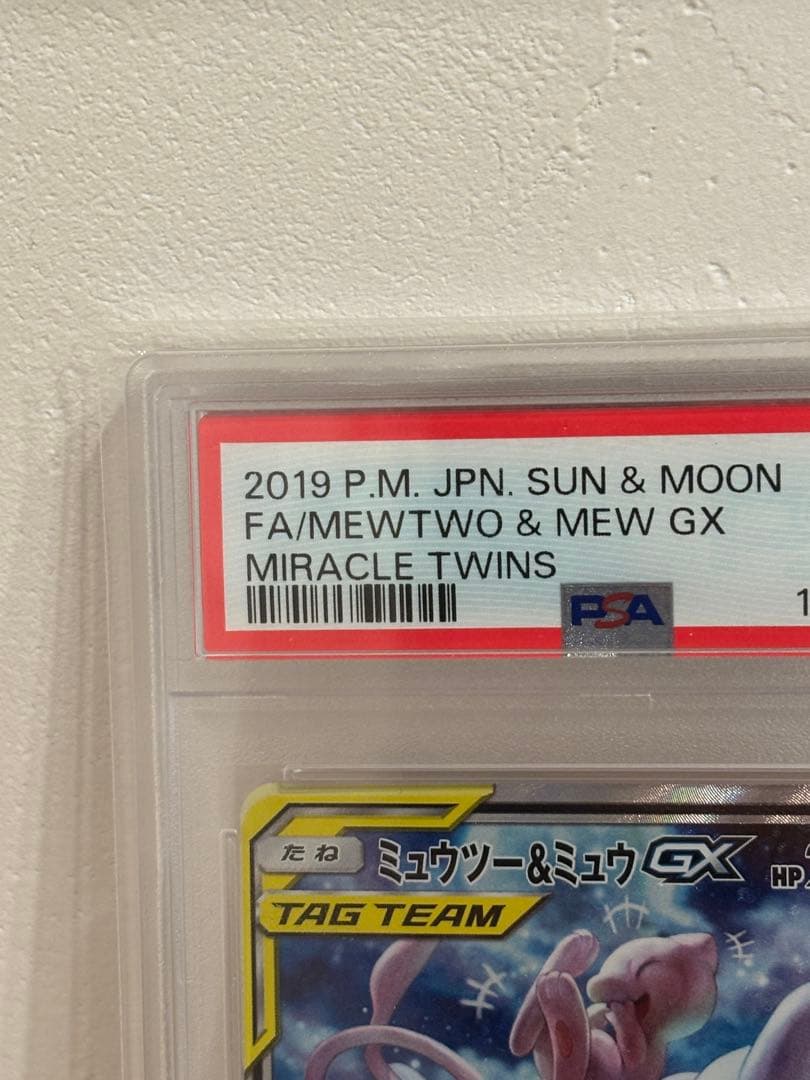 2019 P.M. JPN. SUN & MOON
FA/MEWTWO & MEW GX
MIRACLE TWINS
PSA
1
たね ミュウツー&ミュウGX HP
TAG TEAM